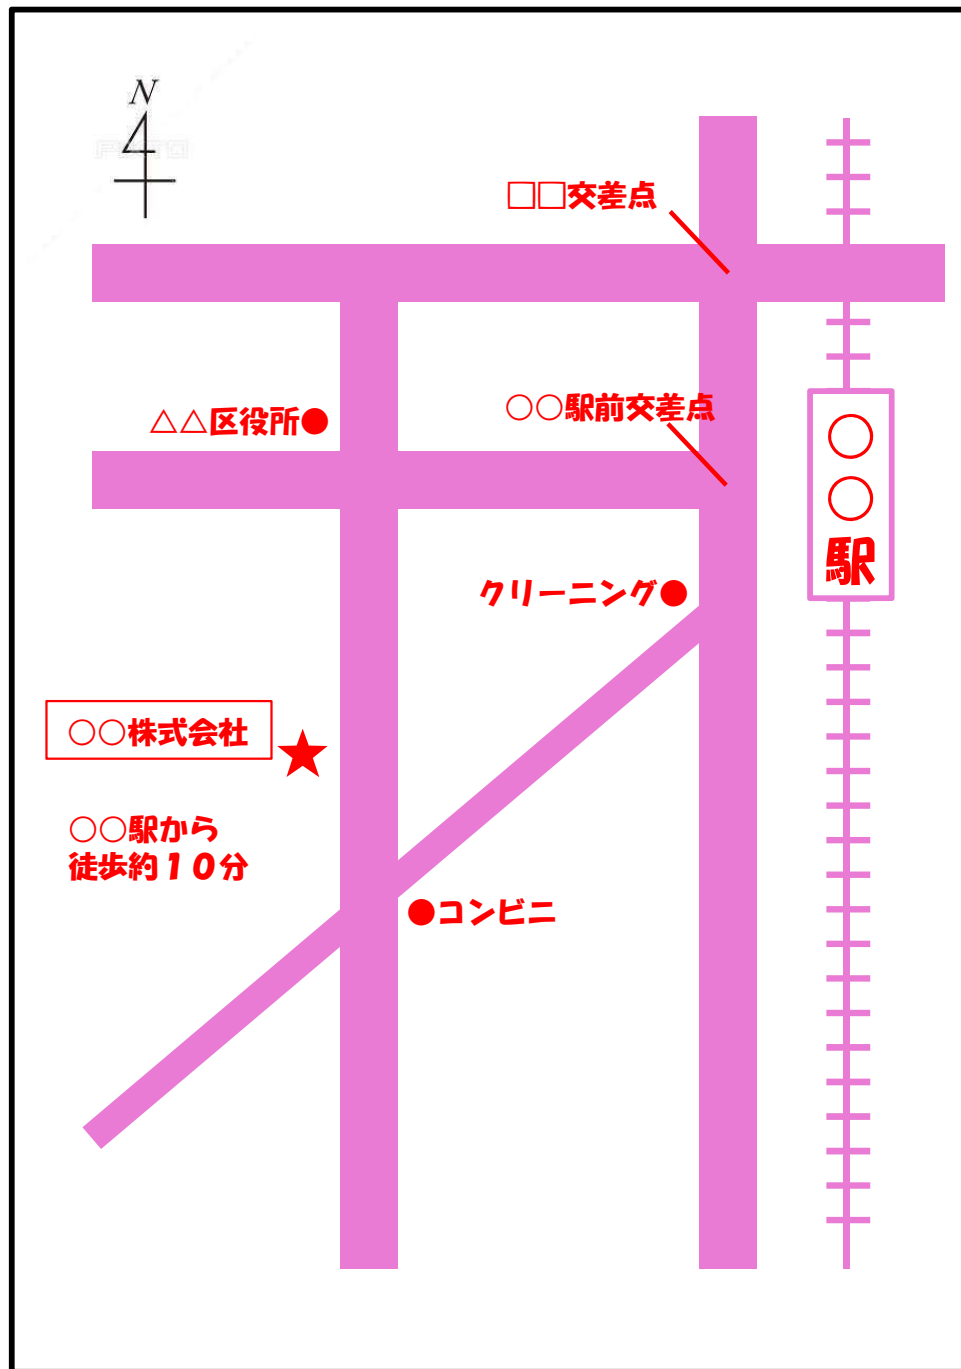 N
□□交差点
△△区役所●
○○駅前交差点
○○駅
クリーニング●
○○株式会社
★
○○駅から
徒歩約10分
●コンビニ